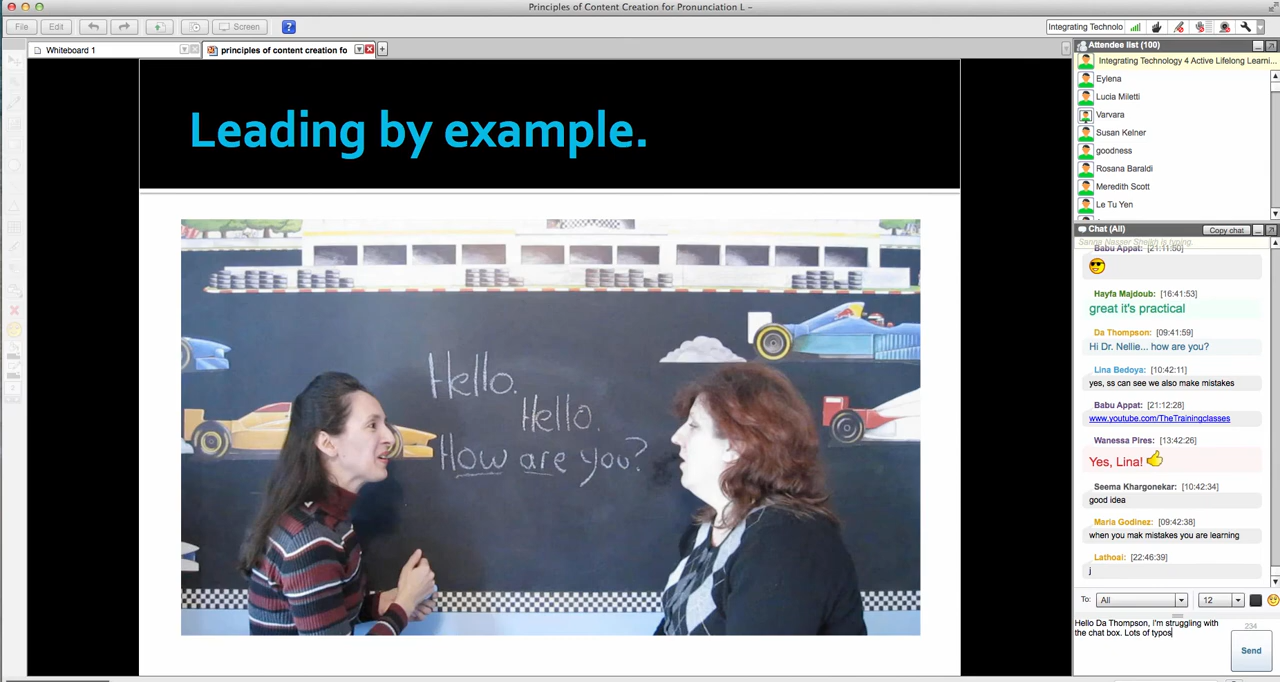 Principles of Content Creation for Pronunciation L -
File
Edit
Screen
?
Integrating Technolo
Whiteboard 1
principles of content creation fo
Leading by example.
Hello.
Hello.
How are you?
Attendee list (100)
Integrating Technology 4 Active Lifelong Learni...
Eylena
Lucia Miletti
Varvara
Susan Kelner
goodness
Rosana Baraldi
Meredith Scott
Le Tu Yen
Chat (All)
Copy chat
Babu Appat: [21:11:50]
Hayfa Majdoub: [16:41:53]
great it's practical
Da Thompson: [09:41:59]
Hi Dr. Nellie... how are you?
Lina Bedoya: [10:42:11]
yes, ss can see we also make mistakes
Babu Appat: [21:12:28]
www.youtube.com/TheTrainingclasses
Wanessa Pires: [13:42:26]
Yes, Lina!
Seema Khargonekar: [10:42:34]
good idea
Maria Godinez: [09:42:38]
when you mak mistakes you are learning
Lathoai: [22:46:39]
j
To: All 12
Hello Da Thompson, i'm struggling with
the chat box. Lots of typos
234
Send